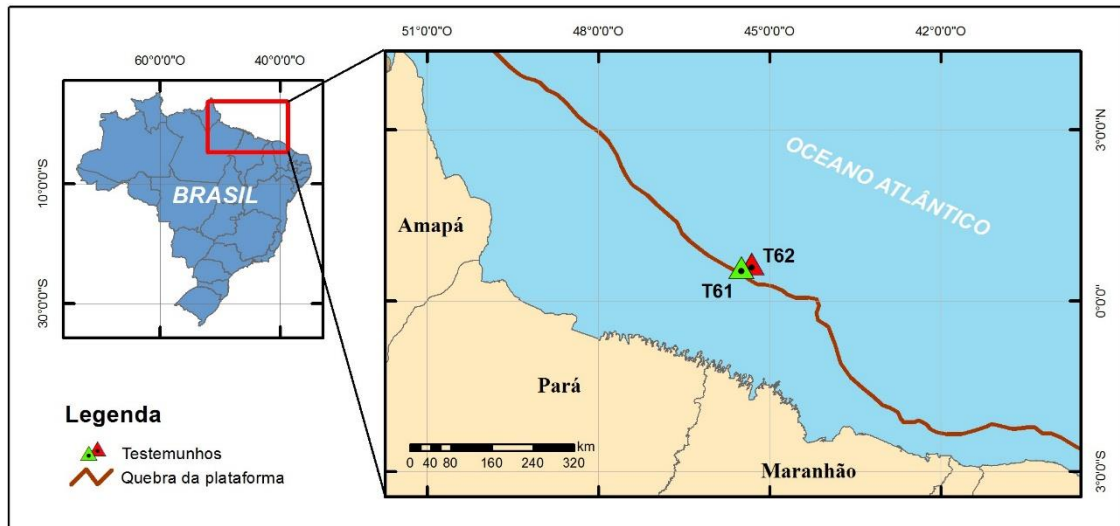 60°0'0"O
40°0'0"O
10°0'0"S
30°0'0"S
BRASIL
51°0'0"O
48°0'0"O
45°0'0"O
42°0'0"O
3°0'0"N
0°0'0"
3°0'0"S
OCEANO ATLÂNTICO
Amapá
T62
T61
Pará
Maranhão
km
0 40 80 160 240 320
Legenda
Testemunhos
Quebra da plataforma